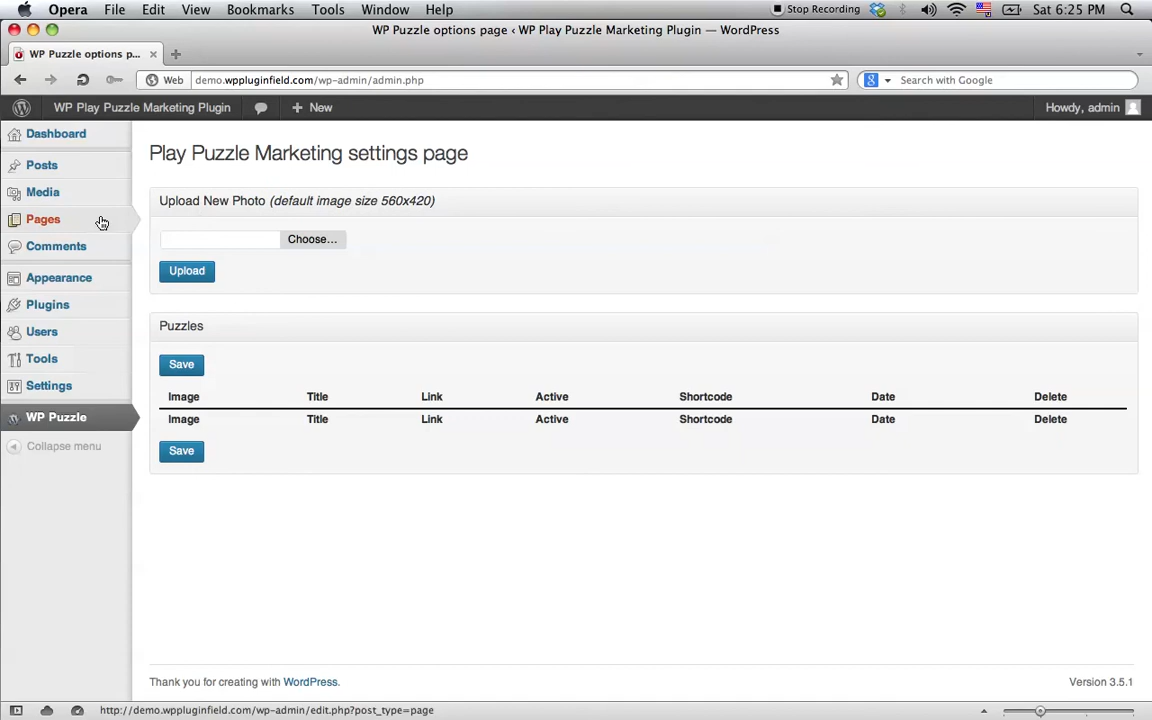 Opera File Edit View Bookmarks Tools Window Help Stop Recording Sat 6:25 PM
WP Puzzle options page ‹ WP Play Puzzle Marketing Plugin — WordPress
WP Puzzle options p...
Web demo.wppluginfield.com/wp-admin/admin.php Search with Google
WP Play Puzzle Marketing Plugin + New Howdy, admin
Dashboard
Posts
Media
Pages
Comments
Appearance
Plugins
Users
Tools
Settings
WP Puzzle
Collapse menu
Play Puzzle Marketing settings page
Upload New Photo (default image size 560x420)
Choose...
Upload
Puzzles
Save
Image Title Link Active Shortcode Date Delete
Image Title Link Active Shortcode Date Delete
Save
Thank you for creating with WordPress. Version 3.5.1
http://demo.wppluginfield.com/wp-admin/edit.php?post_type=page